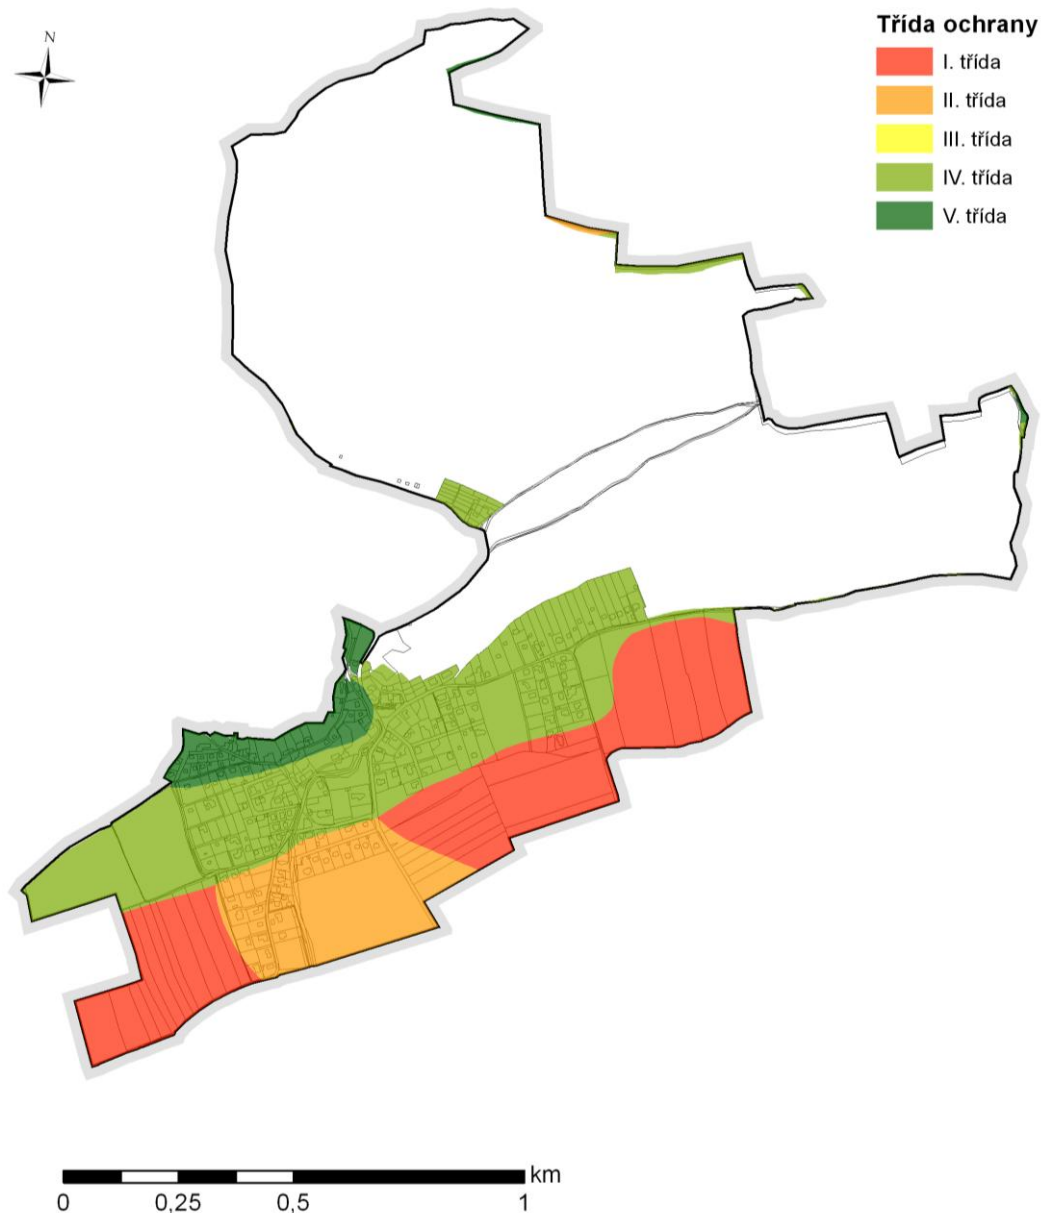 N
Třída ochrany
I. třída
II. třída
III. třída
IV. třída
V. třída
km
0 0,25 0,5 1